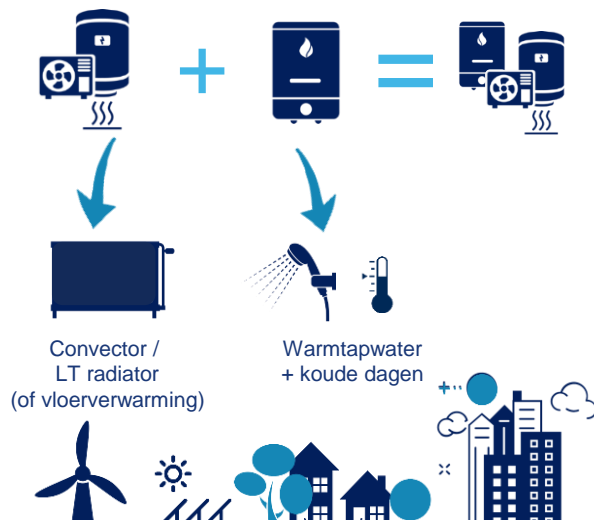 Convector /
LT radiator
(of vloerverwarming)
Warmtapwater
+ koude dagen